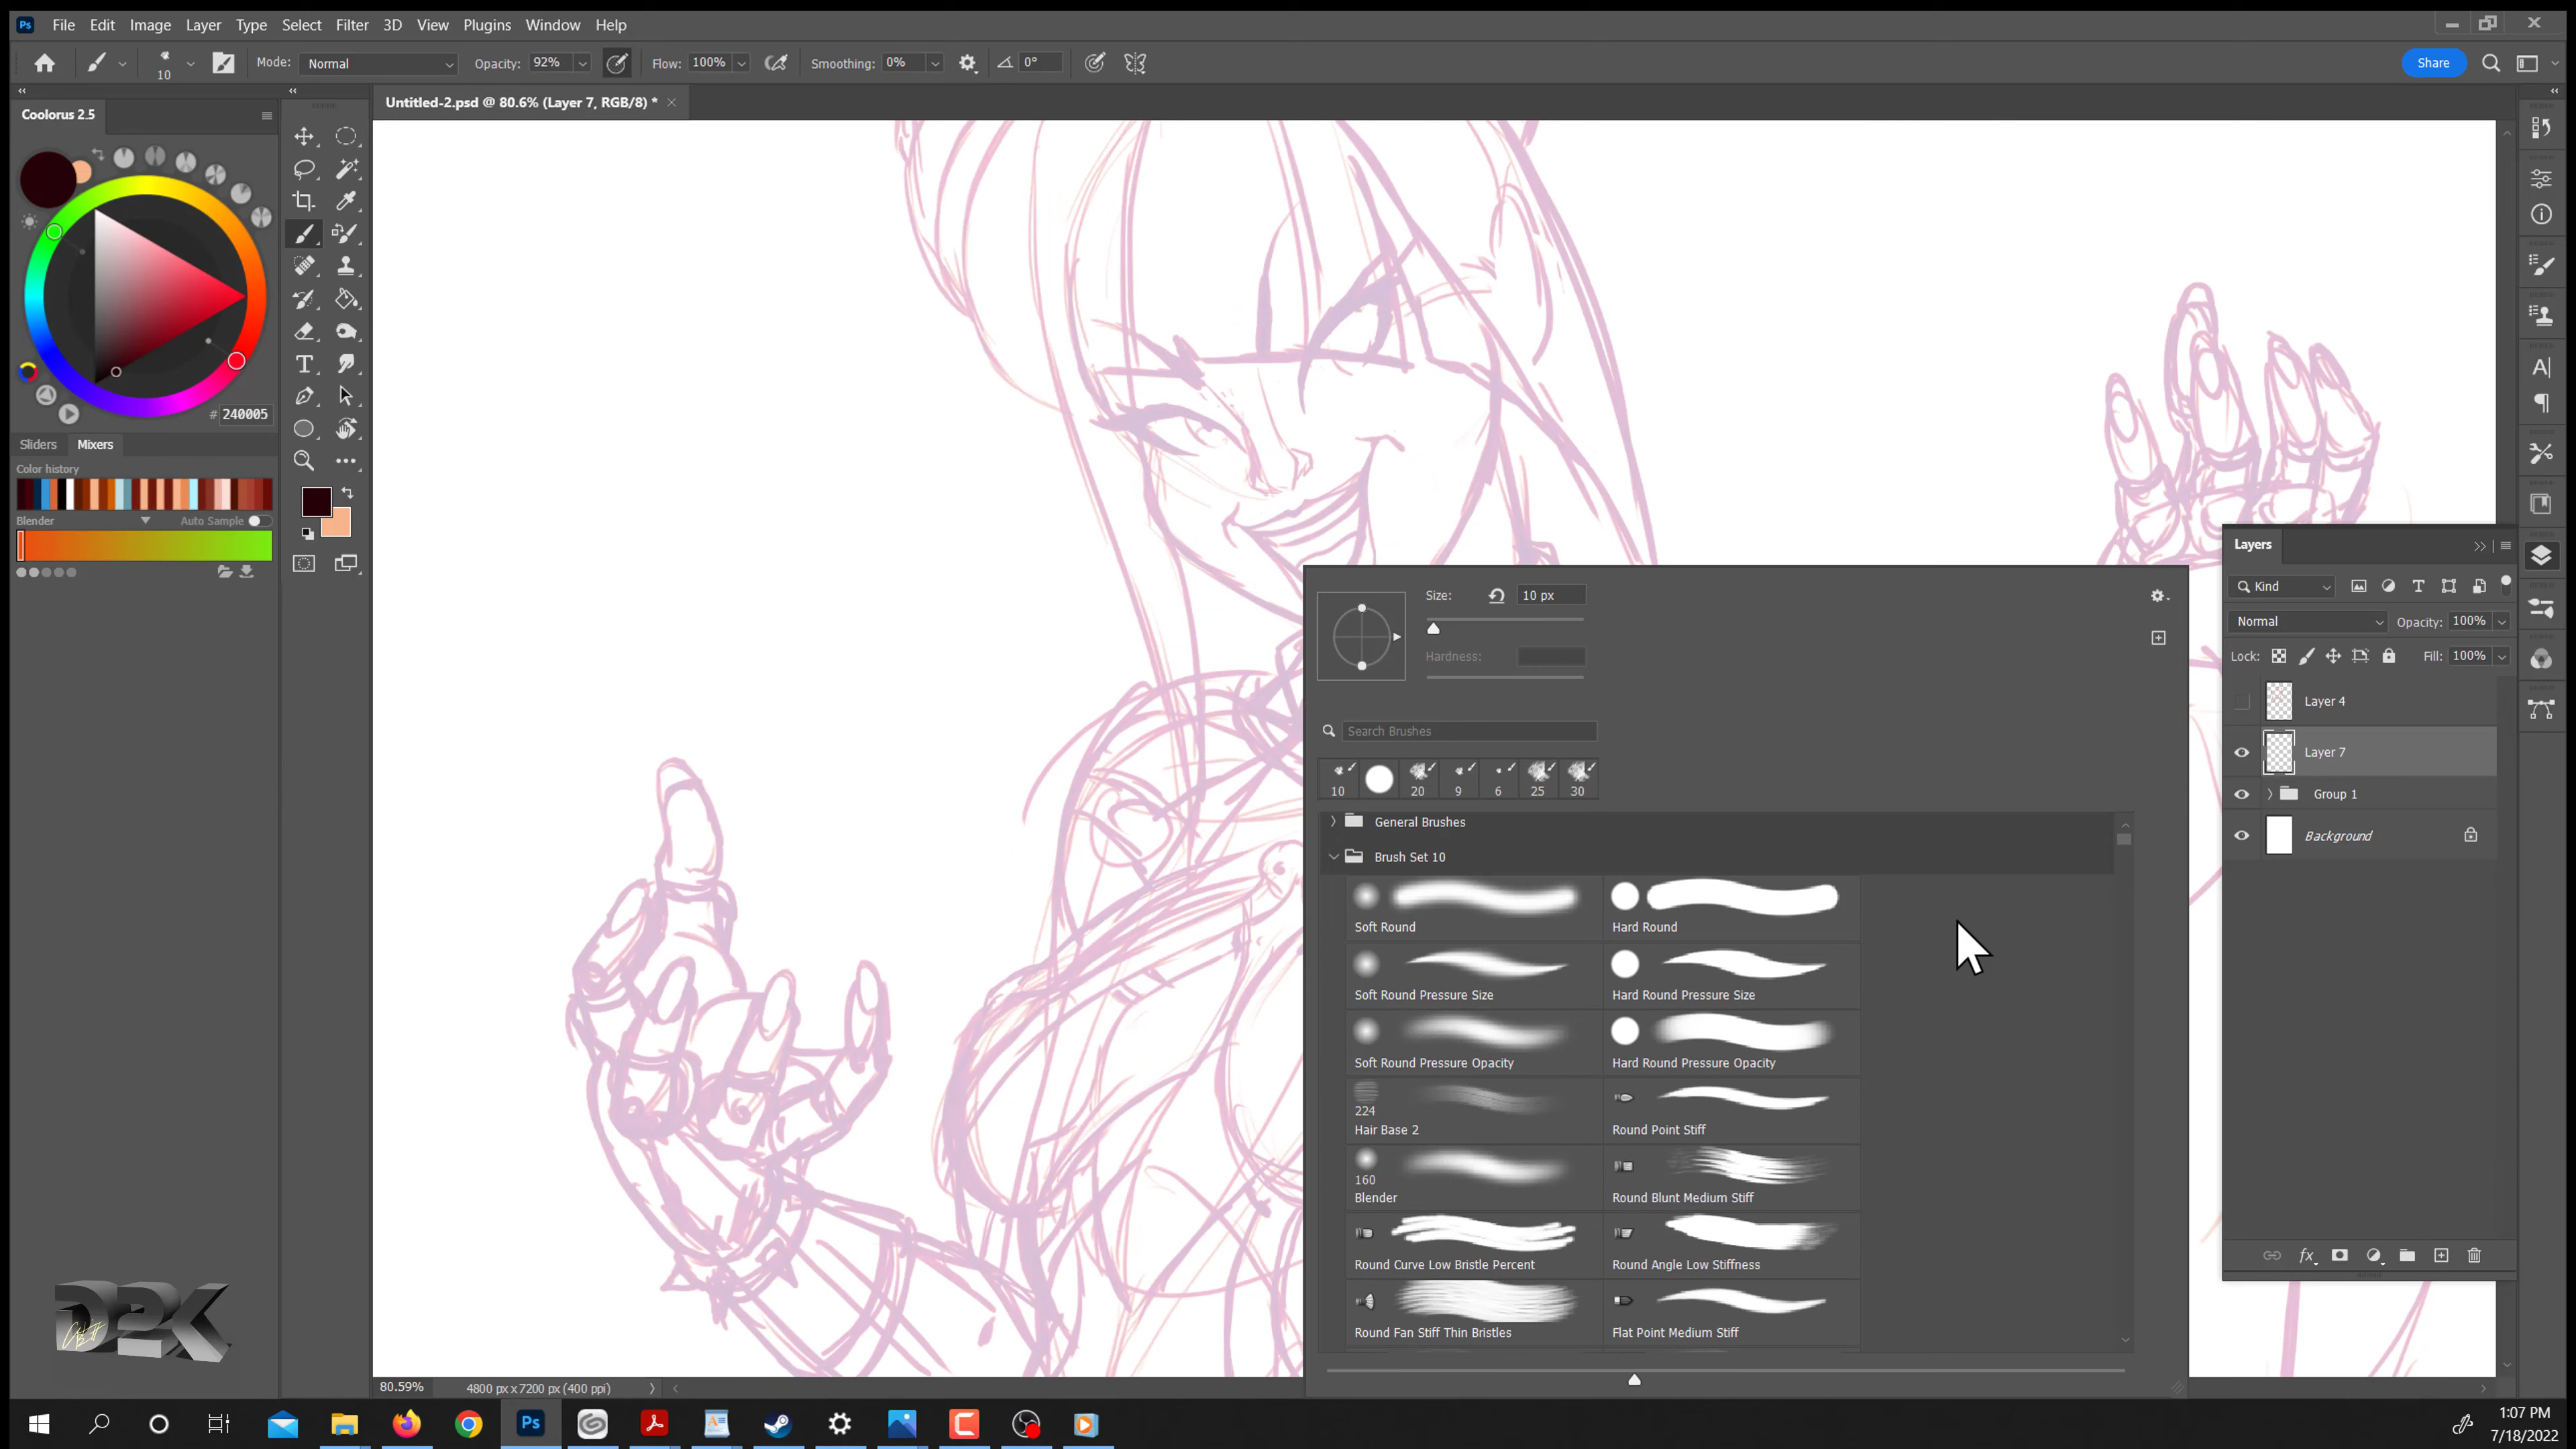 Ps File Edit Image Layer Type Select Filter 3D View Plugins Window Help
10 Mode: Normal Opacity: 92% Flow: 100% Smoothing: 0% 0° Share
Coolorus 2.5
Untitled-2.psd @ 80.6% (Layer 7, RGB/8) *
# 240005
Sliders Mixers
Color history
Blender Auto Sample
Layers
Kind
Normal Opacity: 100%
Lock: Fill: 100%
Layer 4
Layer 7
Group 1
Background
Size: 10 px
Hardness:
Search Brushes
10 20 9 6 25 30
General Brushes
Brush Set 10
Soft Round Hard Round
Soft Round Pressure Size Hard Round Pressure Size
Soft Round Pressure Opacity Hard Round Pressure Opacity
224
Hair Base 2 Round Point Stiff
160
Blender Round Blunt Medium Stiff
Round Curve Low Bristle Percent Round Angle Low Stiffness
Round Fan Stiff Thin Bristles Flat Point Medium Stiff
D2K
80.59% 4800 px x 7200 px (400 ppi)
Ps
1:07 PM
7/18/2022